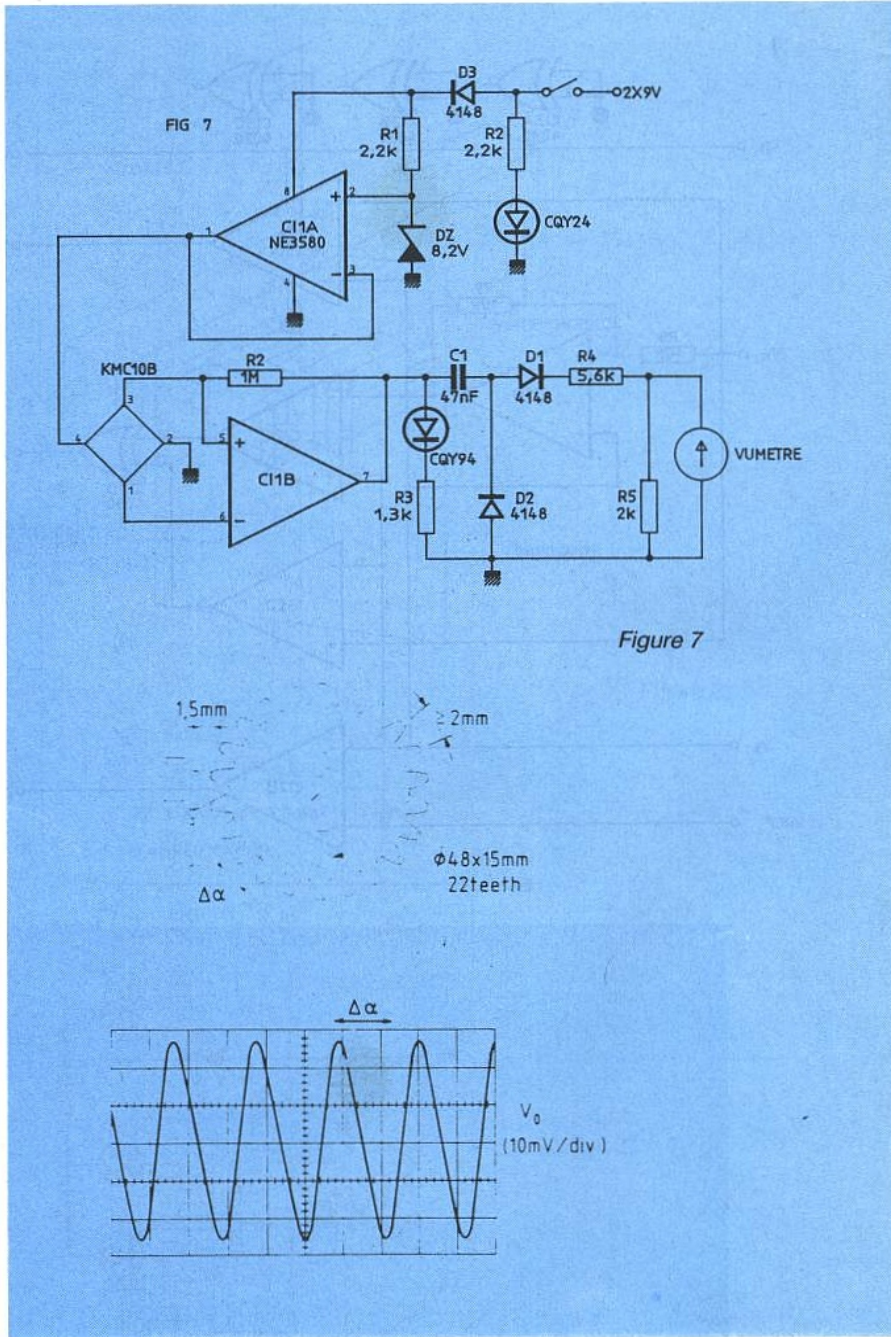 FIG 7
D3
4148
2X9V
R1
2,2k
R2
2,2k
8
+
2
CI1A
NE3580
1
DZ
8,2V
CQY24
4
-
3
KMC10B
R2
1M
C1
47nF
D1
4148
R4
5,6k
3
4
2
1
5
+
CI1B
7
6
-
CQY94
R3
1,3k
D2
4148
R5
2k
VUMETRE
Figure 7
1,5mm
≥ 2mm
Δα
ϕ48x15mm
22teeth
Δα
V₀
(10mV/div)